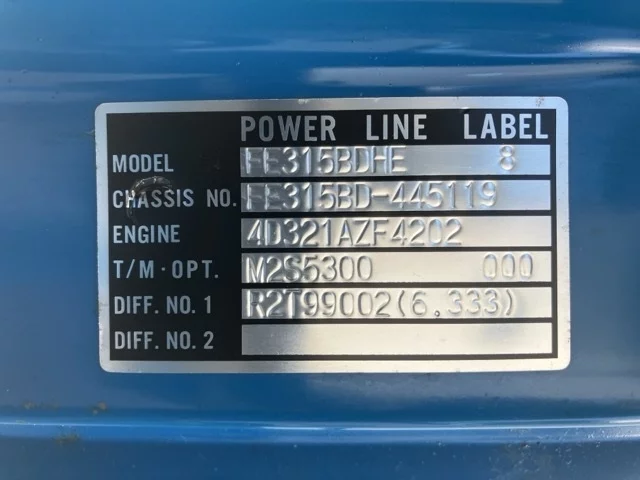 POWER LINE LABEL
MODEL FE315BDHE 8
CHASSIS NO. FE315BD-445119
ENGINE 4D321AZF4202
T/M·OPT. M2S5300 000
DIFF. NO. 1 R2T99002(6.333)
DIFF. NO. 2